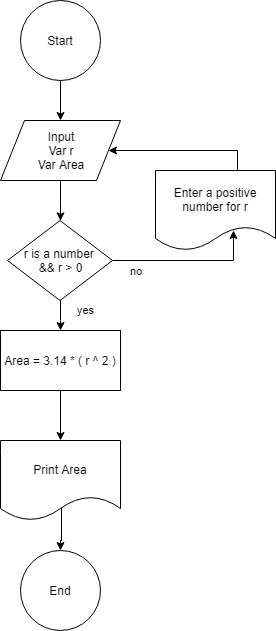 Start
Input
Var r
Var Area
Enter a positive
number for r
r is a number
&& r > 0
no
yes
Area = 3.14 * ( r ^ 2 )
Print Area
End